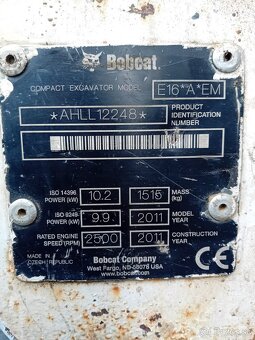 Bobcat
COMPACT EXCAVATOR MODEL E16*A*EM
*AHLL12248* PRODUCT IDENTIFICATION NUMBER
ISO 14396 POWER (kW) 10.2 1515 MASS (kg)
ISO 9249 POWER (kW) 9.9 2011 MODEL YEAR
RATED ENGINE SPEED (RPM) 2500 2011 CONSTRUCTION YEAR
MADE IN CZECH REPUBLIC
Bobcat Company
West Fargo, ND-58078 USA
www.bobcat.com
CE